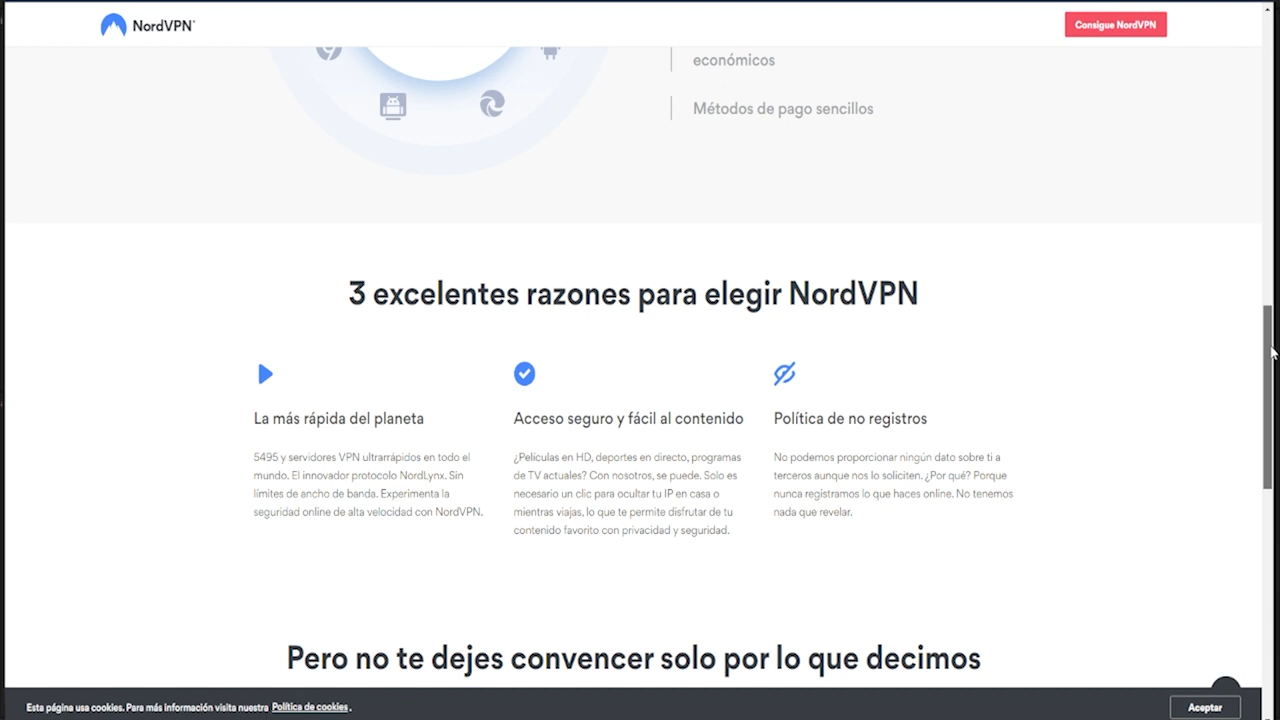 NordVPN®
Consigue NordVPN
económicos
Métodos de pago sencillos
3 excelentes razones para elegir NordVPN
La más rápida del planeta
5495 y servidores VPN ultrarrápidos en todo el
mundo. El innovador protocolo NordLynx. Sin
límites de ancho de banda. Experimenta la
seguridad online de alta velocidad con NordVPN.
Acceso seguro y fácil al contenido
¿Películas en HD, deportes en directo, programas
de TV actuales? Con nosotros, se puede. Solo es
necesario un clic para ocultar tu IP en casa o
mientras viajas, lo que te permite disfrutar de tu
contenido favorito con privacidad y seguridad.
Política de no registros
No podemos proporcionar ningún dato sobre ti a
terceros aunque nos lo soliciten. ¿Por qué? Porque
nunca registramos lo que haces online. No tenemos
nada que revelar.
Pero no te dejes convencer solo por lo que decimos
Esta página usa cookies. Para más información visita nuestra Política de cookies .
Aceptar